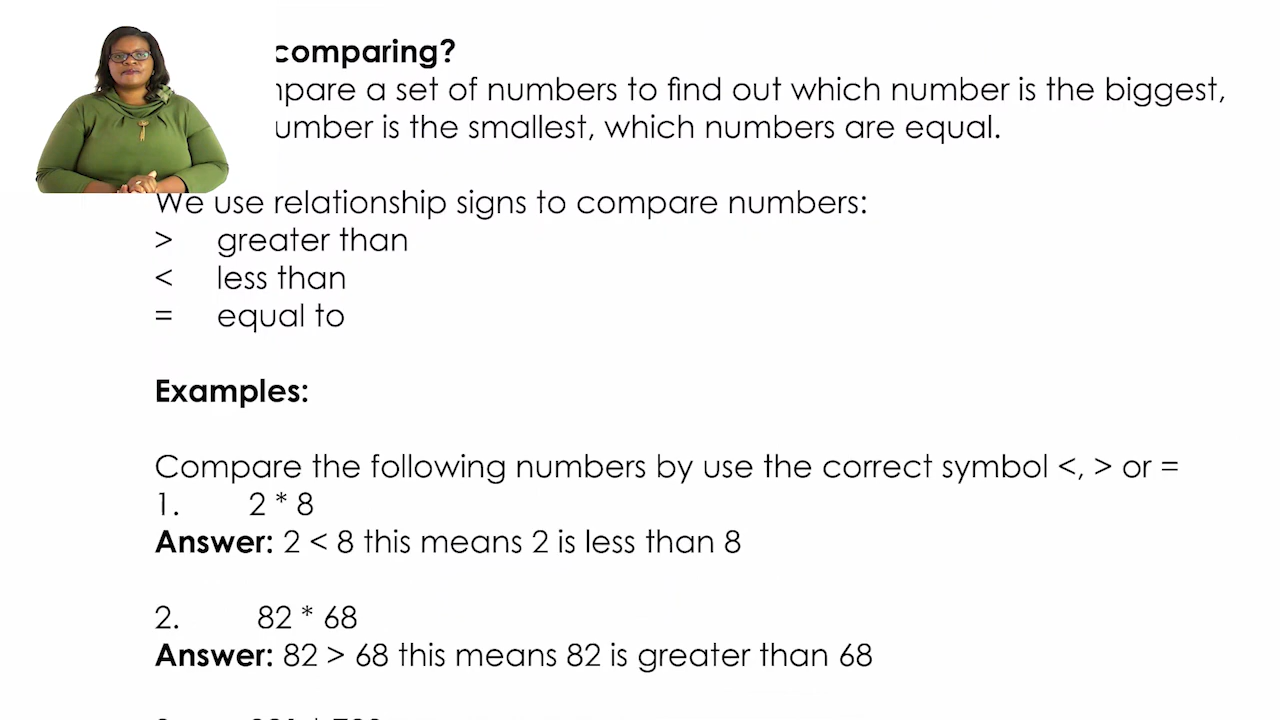 comparing?
a set of numbers to find out which number is the biggest,
is the smallest, which numbers are equal.
We use relationship signs to compare numbers:
> greater than
< less than
= equal to
Examples:
Compare the following numbers by use the correct symbol <, > or =
1. 2 * 8
Answer: 2 < 8 this means 2 is less than 8
2. 82 * 68
Answer: 82 > 68 this means 82 is greater than 68